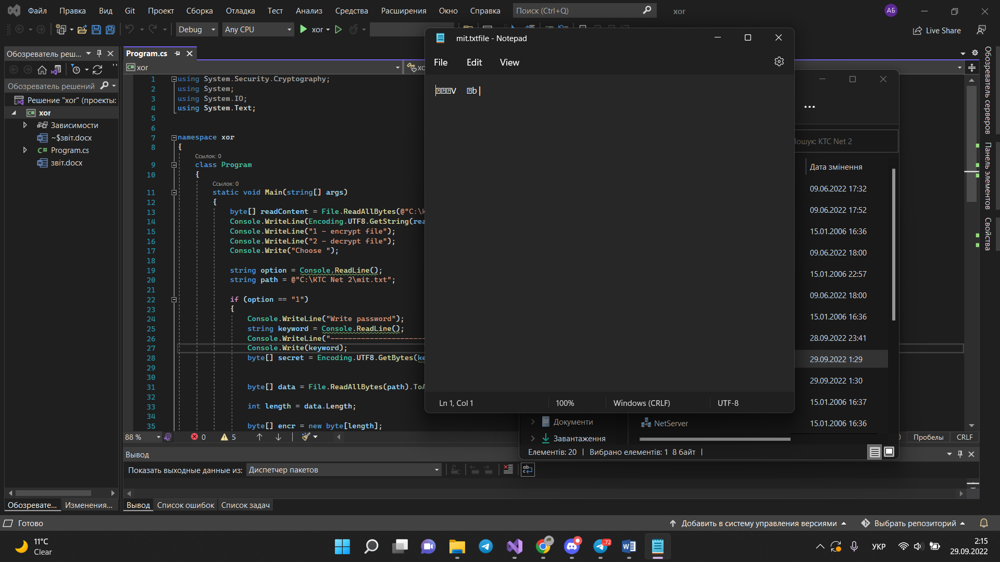 Файл Правка Вид Git Проект Сборка Отладка Тест Анализ Средства Расширения Окно Справка Поиск (Ctrl+Q) xor АБ
Debug Any CPU xor Live Share
Обозреватель реш...
Обозреватель решений
Решение "xor" (проекты:
xor
Зависимости
~$звіт.docx
Program.cs
звіт.docx
Обозревате... Изменения...
Program.cs
xor
1 using System.Security.Cryptography;
2 using System;
3 using System.IO;
4 using System.Text;
5
6
7 namespace xor
8 {
Ссылок: 0
9 class Program
10 {
Ссылок: 0
11 static void Main(string[] args)
12 {
13 byte[] readContent = File.ReadAllBytes(@"C:\
14 Console.WriteLine(Encoding.UTF8.GetString(rea
15 Console.WriteLine("1 - encrypt file");
16 Console.WriteLine("2 - decrypt file");
17 Console.Write("Choose ");
18
19 string option = Console.ReadLine();
20 string path = @"C:\KTC Net 2\mit.txt";
21
22 if (option == "1")
23 {
24 Console.WriteLine("Write password");
25 string keyword = Console.ReadLine();
26 Console.WriteLine("----------------------
27 Console.Write(keyword);
28 byte[] secret = Encoding.UTF8.GetBytes(ke
29
30
31 byte[] data = File.ReadAllBytes(path).ToA
32
33 int length = data.Length;
34
35 byte[] encr = new byte[length];
88 % 0 5 Пробелы CRLF
mit.txtfile - Notepad
File Edit View
V b|
Ln 1, Col 1 100% Windows (CRLF) UTF-8
Пошук: KTC Net 2
Дата змінення
09.06.2022 17:32
09.06.2022 17:52
15.01.2006 16:36
09.06.2022 18:00
15.01.2006 22:57
09.06.2022 18:00
15.01.2006 16:36
28.09.2022 23:41
29.09.2022 1:29
29.09.2022 1:30
15.01.2006 16:37
15.01.2006 16:36
Документи NetServer
Завантаження
Елементів: 20 Вибрано елементів: 1 8 байт
Обозреватель серверов
Панель элементов
Свойства
Вывод
Показать выходные данные из: Диспетчер пакетов
Вывод Список ошибок Список задач
Готово Добавить в систему управления версиями Выбрать репозиторий
11°C
Clear
..72
УКР
2:15
29.09.2022